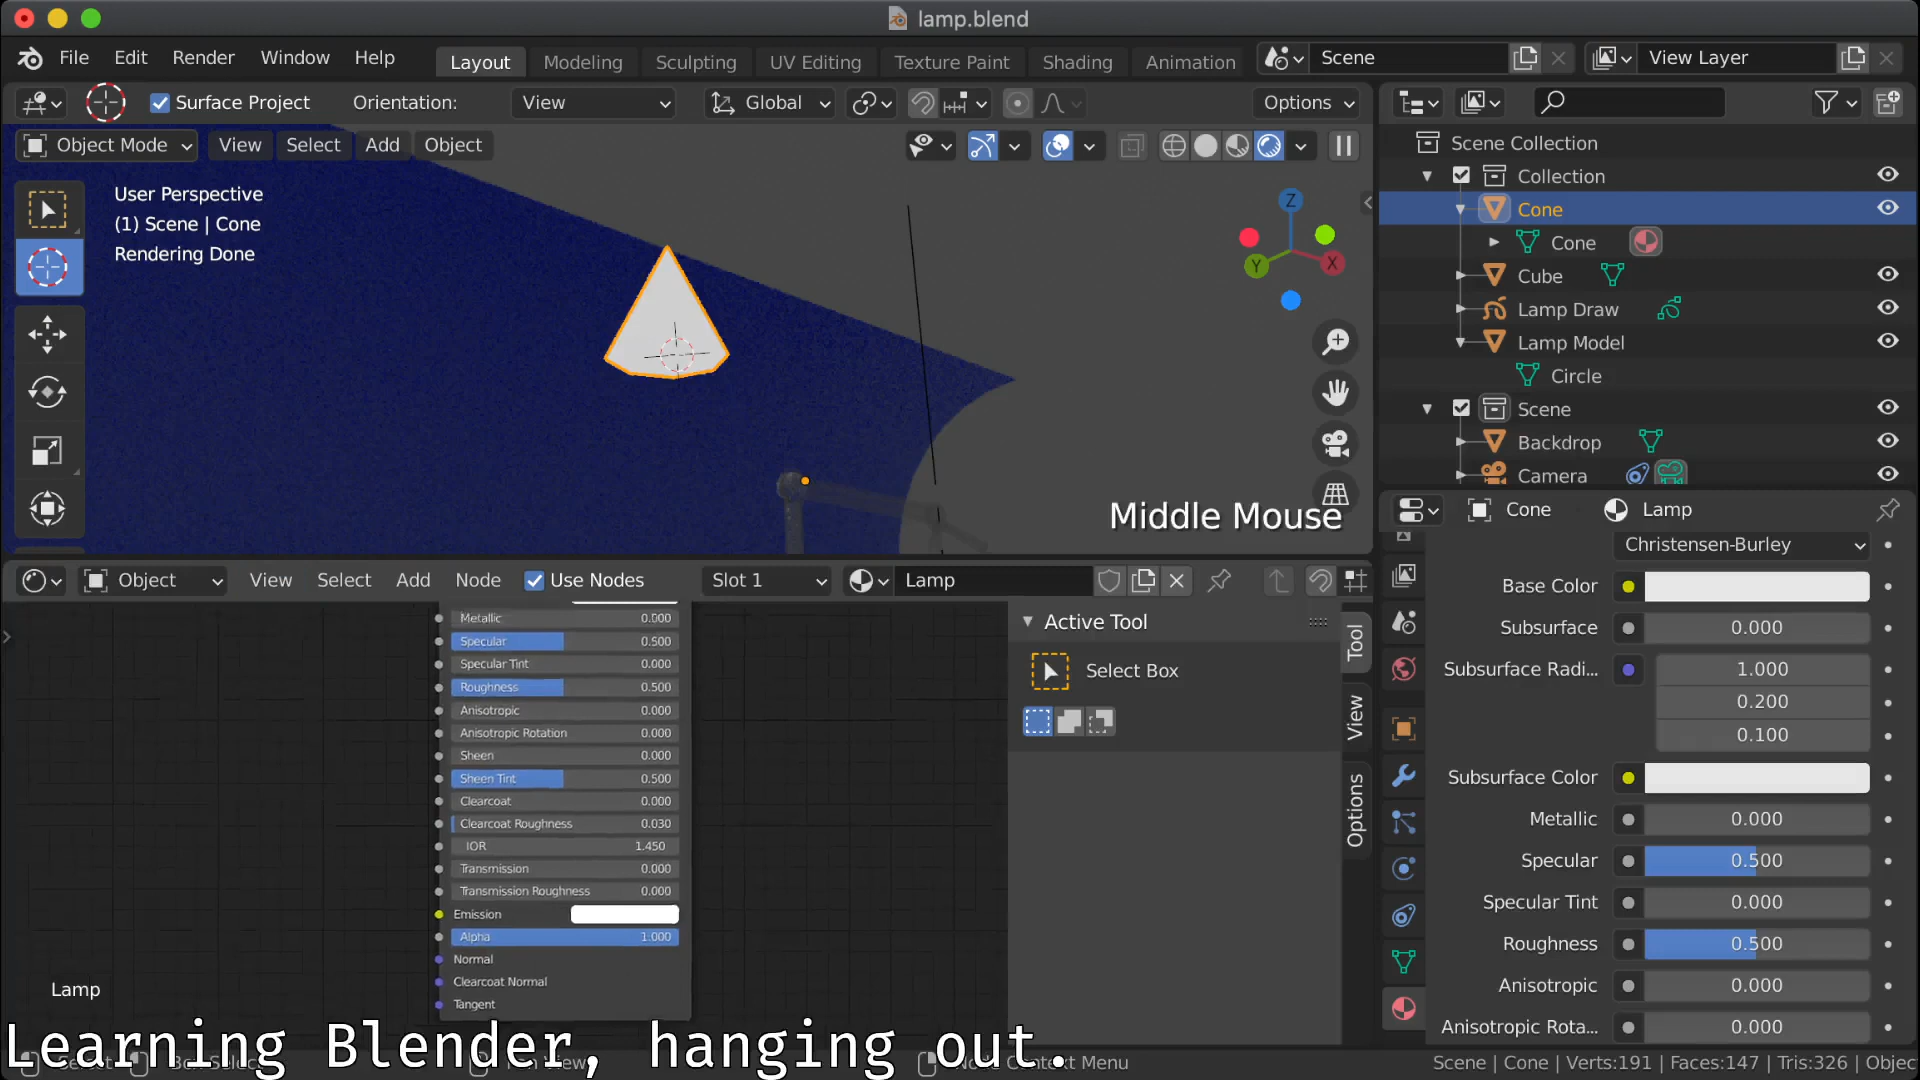 lamp.blend
File Edit Render Window Help
Layout Modeling Sculpting UV Editing Texture Paint Shading Animation
Scene
View Layer
Surface Project Orientation: View Global Options
Object Mode View Select Add Object
User Perspective
(1) Scene | Cone
Rendering Done
Z
Y
X
Middle Mouse
Scene Collection
Collection
Cone
Cone
Cube
Lamp Draw
Lamp Model
Circle
Scene
Backdrop
Camera
Object View Select Add Node Use Nodes Slot 1 Lamp
Metallic 0.000
Specular 0.500
Specular Tint 0.000
Roughness 0.500
Anisotropic 0.000
Anisotropic Rotation 0.000
Sheen 0.000
Sheen Tint 0.500
Clearcoat 0.000
Clearcoat Roughness 0.030
IOR 1.450
Transmission 0.000
Transmission Roughness 0.000
Emission
Alpha 1.000
Normal
Clearcoat Normal
Tangent
Lamp
Active Tool
Select Box
Tool
View
Options
Cone Lamp
Christensen-Burley
Base Color
Subsurface 0.000
Subsurface Radi... 1.000
0.200
0.100
Subsurface Color
Metallic 0.000
Specular 0.500
Specular Tint 0.000
Roughness 0.500
Anisotropic 0.000
Anisotropic Rota... 0.000
Learning Blender, hanging out.
Context Menu
Scene | Cone | Verts:191 | Faces:147 | Tris:326 | Objec